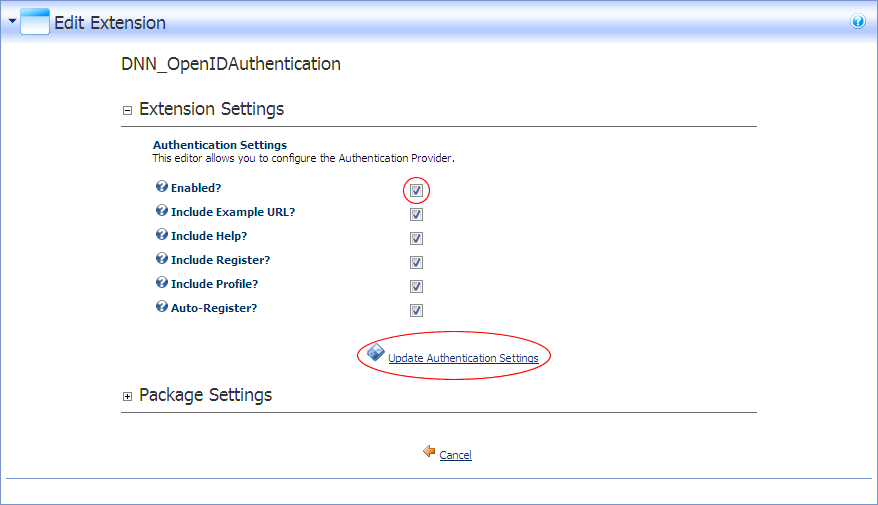 Edit Extension
DNN_OpenIDAuthentication
Extension Settings
Authentication Settings
This editor allows you to configure the Authentication Provider.
Enabled?
Include Example URL?
Include Help?
Include Register?
Include Profile?
Auto-Register?
Update Authentication Settings
Package Settings
Cancel